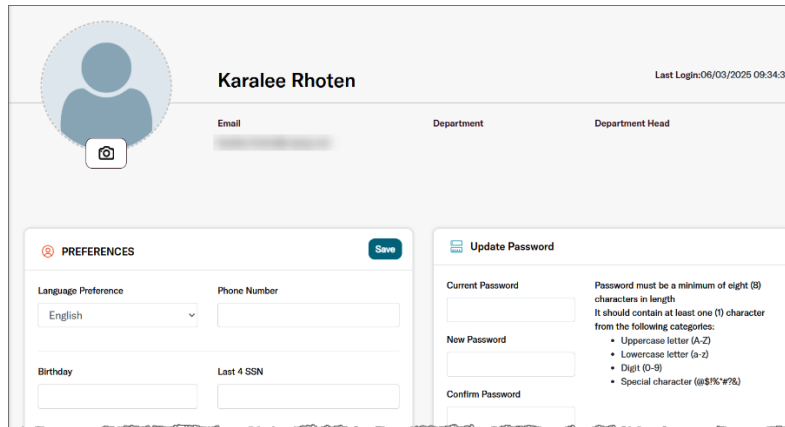 Karalee Rhoten
Last Login:06/03/2025 09:34:3
Email
Department
Department Head
PREFERENCES
Save
Language Preference
Phone Number
English
Birthday
Last 4 SSN
Update Password
Current Password
New Password
Confirm Password
Password must be a minimum of eight (8)
characters in length
It should contain at least one (1) character
from the following categories:
Uppercase letter (A-Z)
Lowercase letter (a-z)
Digit (0-9)
Special character (@$!%*#?&)